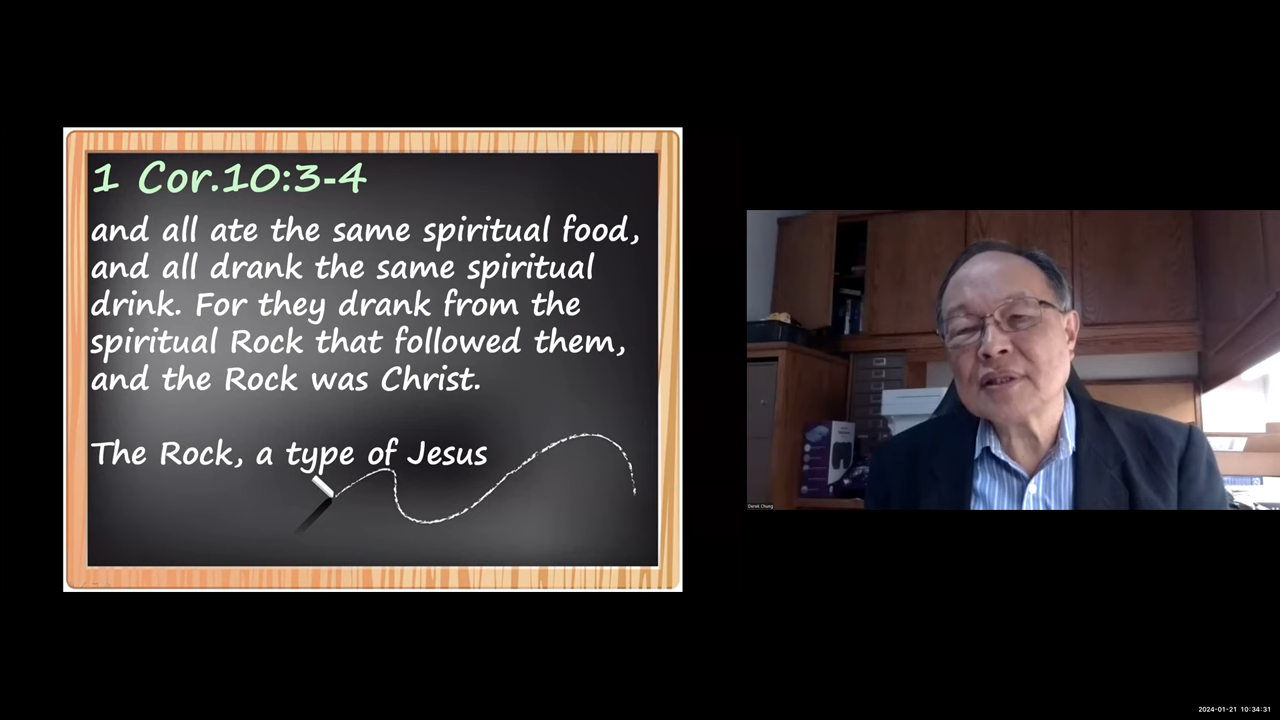 1 Cor.10:3-4
and all ate the same spiritual food,
and all drank the same spiritual
drink. For they drank from the
spiritual Rock that followed them,
and the Rock was Christ.
The Rock, a type of Jesus
Derek Chung
2024-01-21 10:34:31